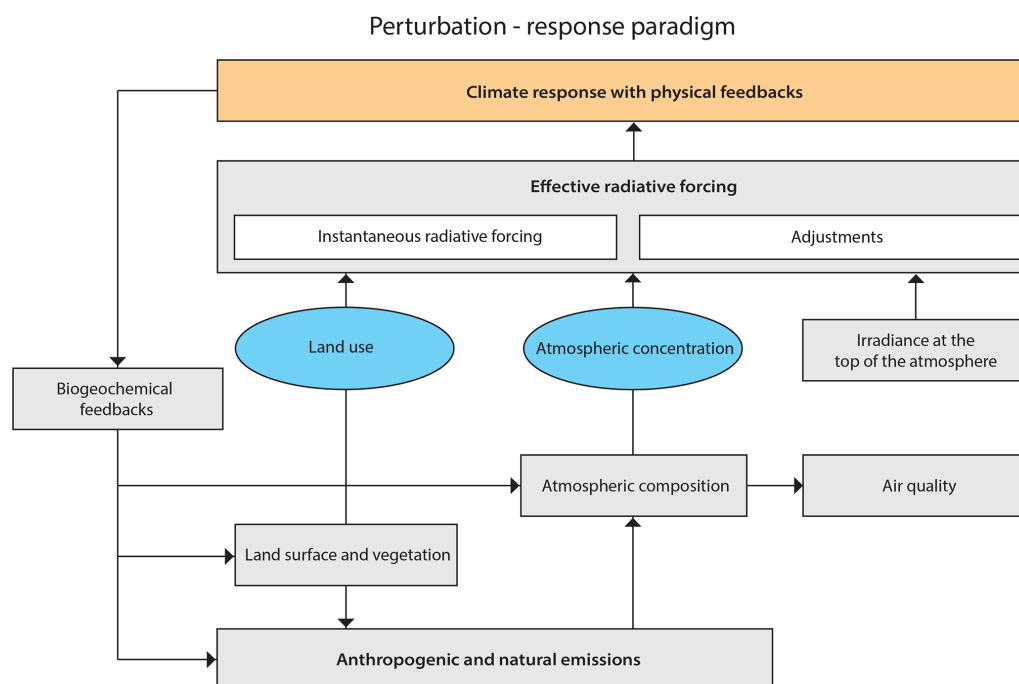 Perturbation - response paradigm
Climate response with physical feedbacks
Effective radiative forcing
Instantaneous radiative forcing
Adjustments
Land use
Atmospheric concentration
Irradiance at the
top of the atmosphere
Biogeochemical
feedbacks
Atmospheric composition
Air quality
Land surface and vegetation
Anthropogenic and natural emissions